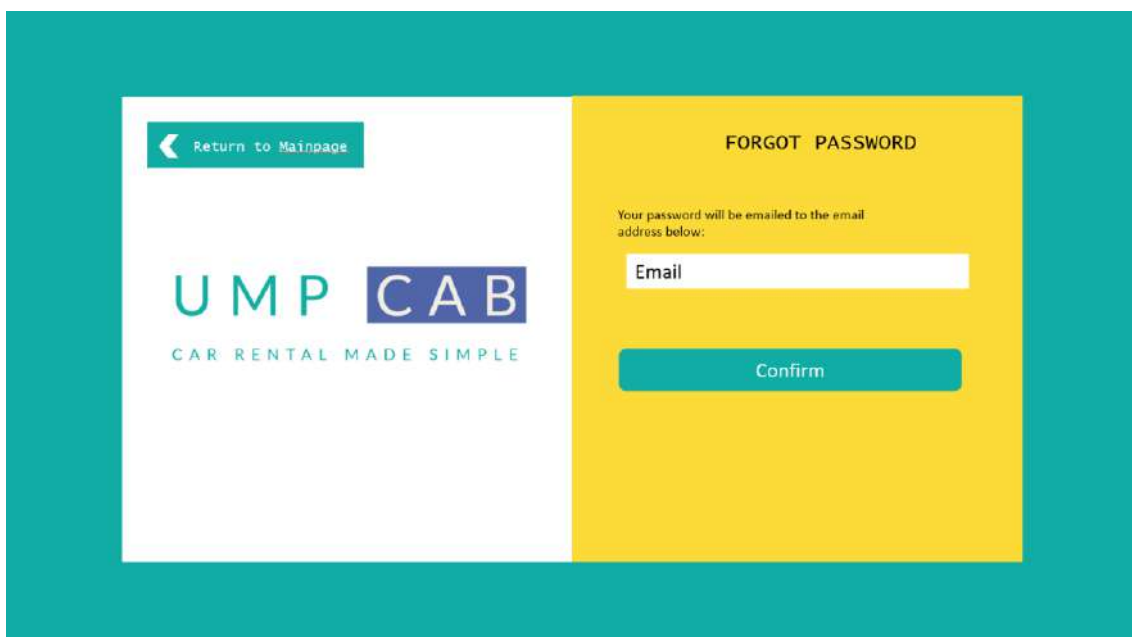 Return to Mainpage
UMP CAB
CAR RENTAL MADE SIMPLE
FORGOT PASSWORD
Your password will be emailed to the email
address below:
Email
Confirm